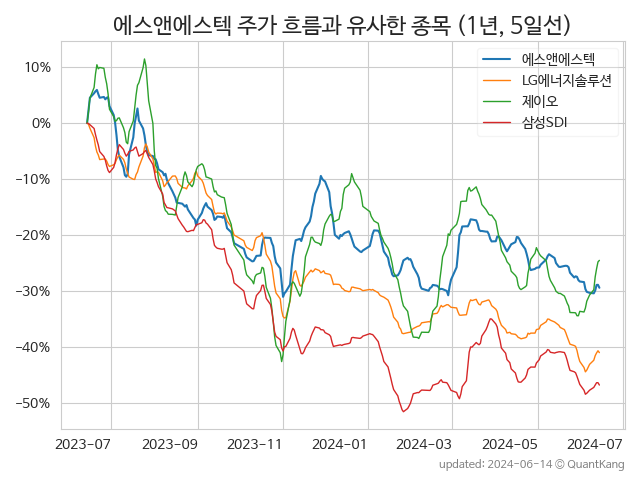 에스앤에스텍 주가 흐름과 유사한 종목 (1년, 5일선)
에스앤에스텍
LG에너지솔루션
제이오
삼성SDI
10%
0%
−10%
−20%
−30%
−40%
−50%
2023-07 2023-09 2023-11 2024-01 2024-03 2024-05 2024-07
updated: 2024-06-14 © QuantKang